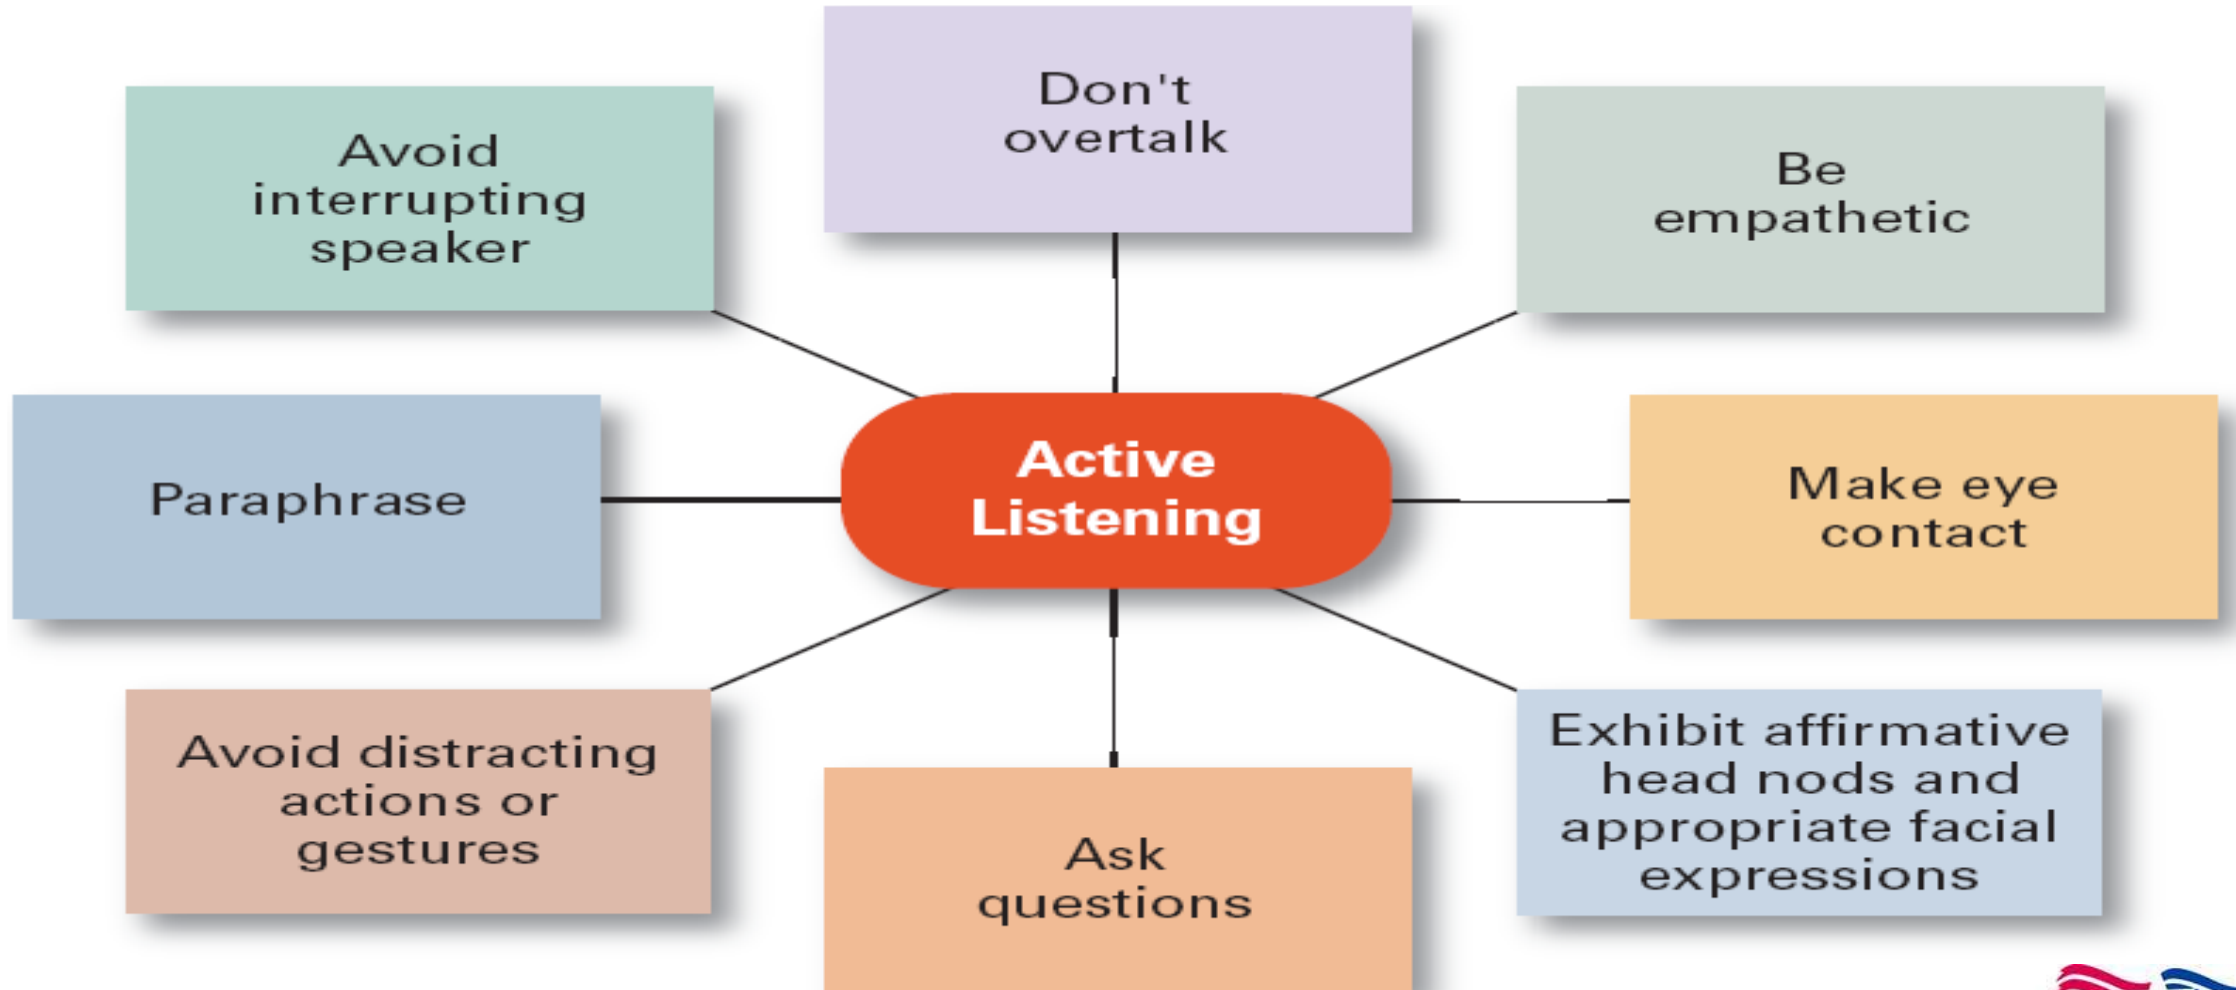 Don't
overtalk
Avoid
interrupting
speaker
Be
empathetic
Paraphrase
Active
Listening
Make eye
contact
Avoid distracting
actions or
gestures
Ask
questions
Exhibit affirmative
head nods and
appropriate facial
expressions